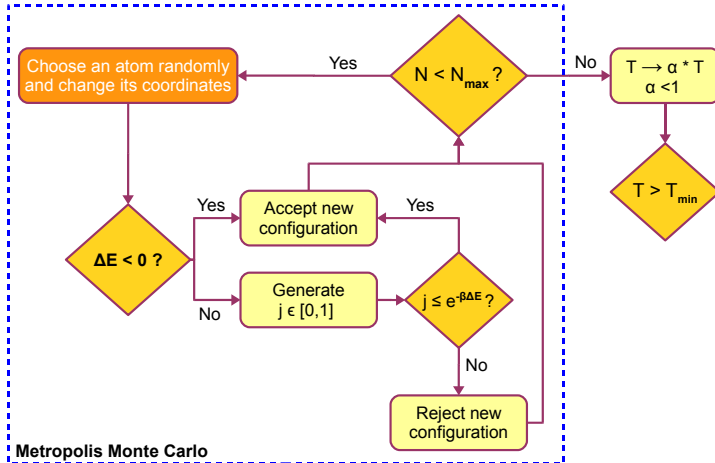 Choose an atom randomly
and change its coordinates
Yes
N < Nmax ?
No
T → α * T
α <1
T > Tmin
Yes
Accept new
configuration
Yes
ΔE < 0 ?
No
Generate
j ϵ [0,1]
j ≤ e-βΔE ?
No
Reject new
configuration
Metropolis Monte Carlo